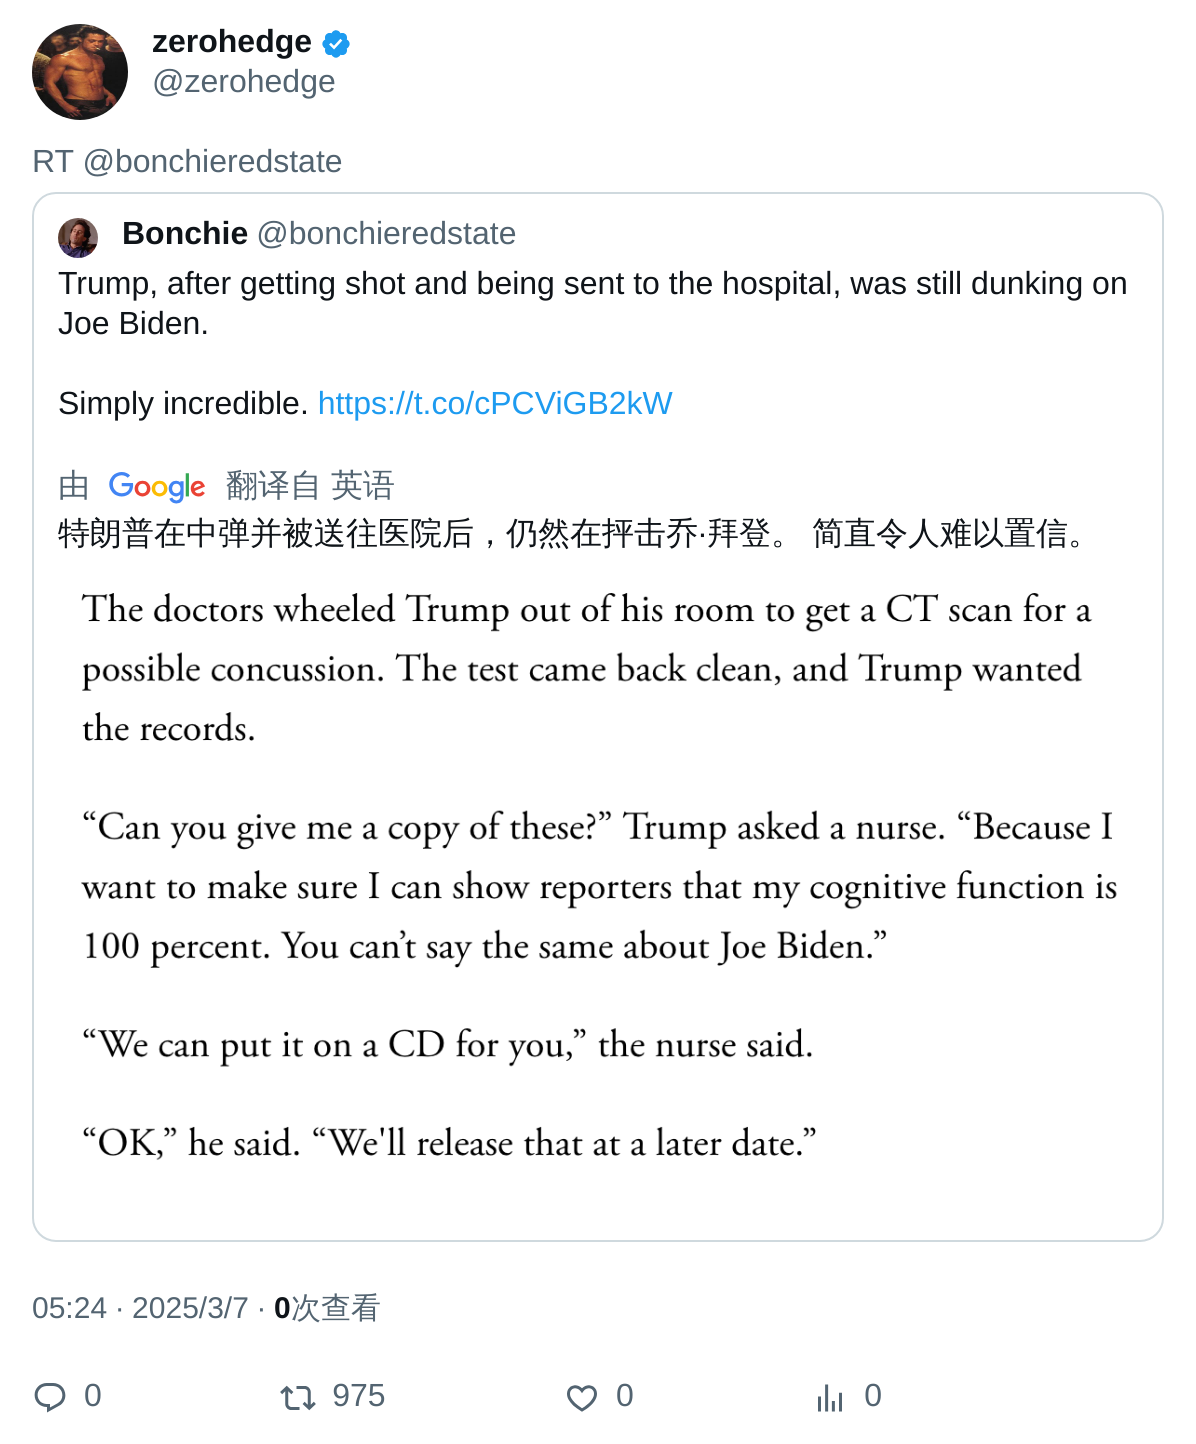 zerohedge
@zerohedge
RT @bonchieredstate
Bonchie @bonchieredstate
Trump, after getting shot and being sent to the hospital, was still dunking on
Joe Biden.
Simply incredible. https://t.co/cPCViGB2kW
由 Google 翻译自 英语
特朗普在中弹并被送往医院后，仍然在抨击乔·拜登。 简直令人难以置信。
The doctors wheeled Trump out of his room to get a CT scan for a
possible concussion. The test came back clean, and Trump wanted
the records.
“Can you give me a copy of these?” Trump asked a nurse. “Because I
want to make sure I can show reporters that my cognitive function is
100 percent. You can’t say the same about Joe Biden.”
“We can put it on a CD for you,” the nurse said.
“OK,” he said. “We'll release that at a later date.”
05:24 · 2025/3/7 · 0次查看
0 975 0 0